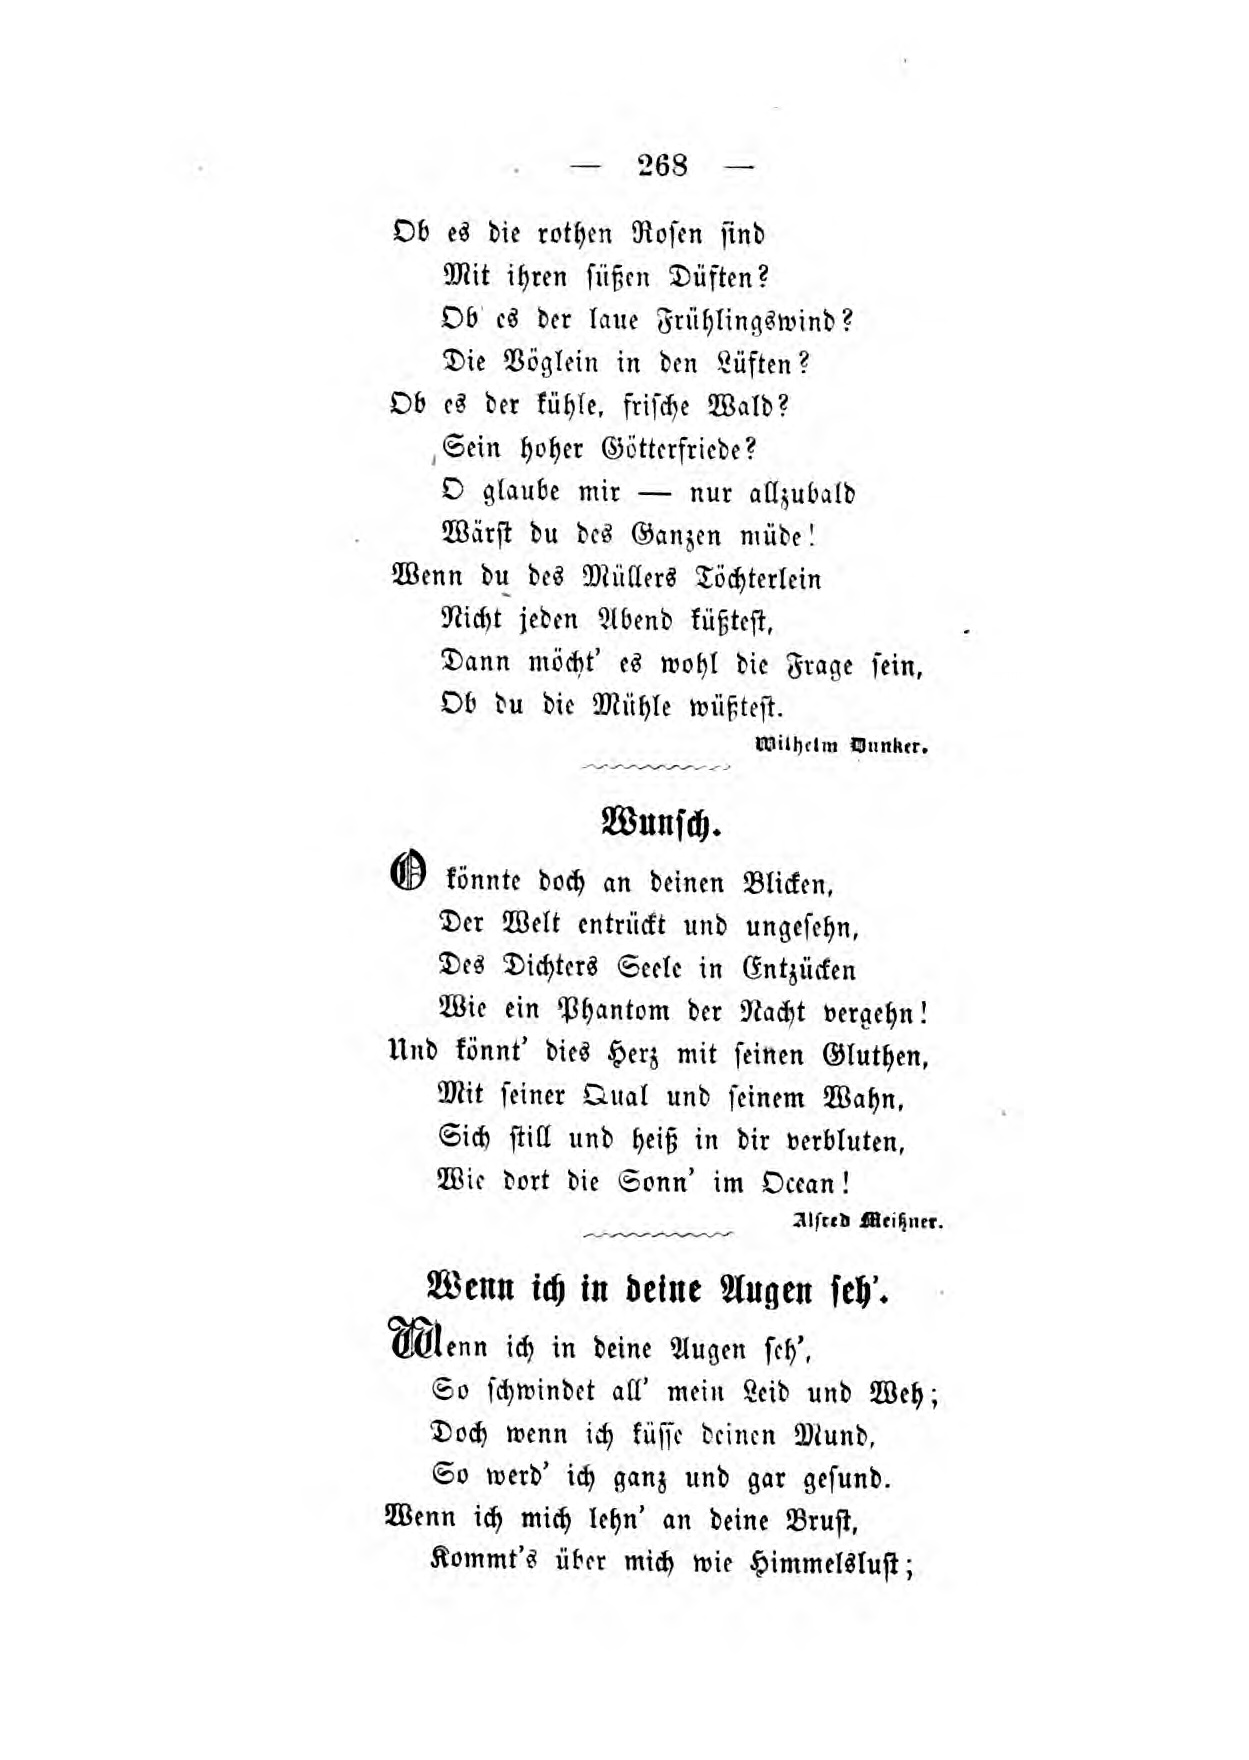 — 268 —
Ob es die rothen Rosen sind
Mit ihren süßen Düften?
Ob es der laue Frühlingswind?
Die Vöglein in den Lüften?
Ob es der kühle, frische Wald?
Sein hoher Götterfriede?
O glaube mir — nur allzubald
Wärst du des Ganzen müde!
Wenn du des Müllers Töchterlein
Nicht jeden Abend küßtest,
Dann möcht' es wohl die Frage sein,
Ob du die Mühle wüßtest.
Wilhelm Dunker.
Wunsch.
O könnte doch an deinen Blicken,
Der Welt entrückt und ungesehn,
Des Dichters Seele in Entzücken
Wie ein Phantom der Nacht vergehn!
Und könnt' dies Herz mit seinen Gluthen,
Mit seiner Qual und seinem Wahn,
Sich still und heiß in dir verbluten,
Wie dort die Sonn' im Ocean!
Alfred Meißner.
Wenn ich in deine Augen seh'.
Wenn ich in deine Augen seh',
So schwindet all' mein Leid und Weh;
Doch wenn ich küsse deinen Mund,
So werd' ich ganz und gar gesund.
Wenn ich mich lehn' an deine Brust,
Kommt's über mich wie Himmelslust;